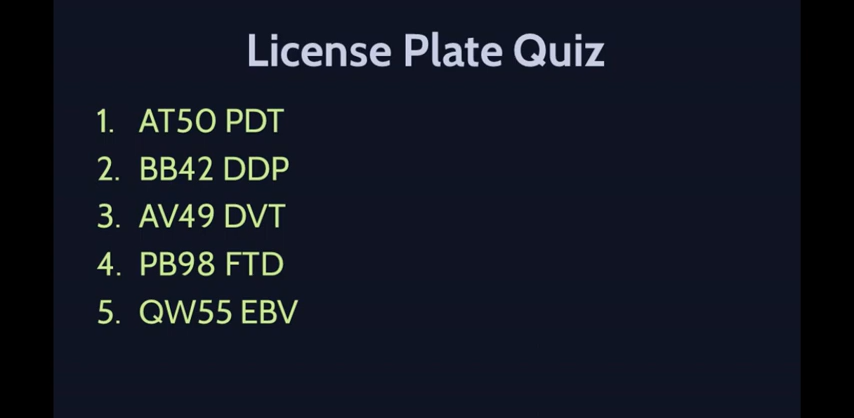 License Plate Quiz
1. AT50 PDT
2. BB42 DDP
3. AV49 DVT
4. PB98 FTD
5. QW55 EBV